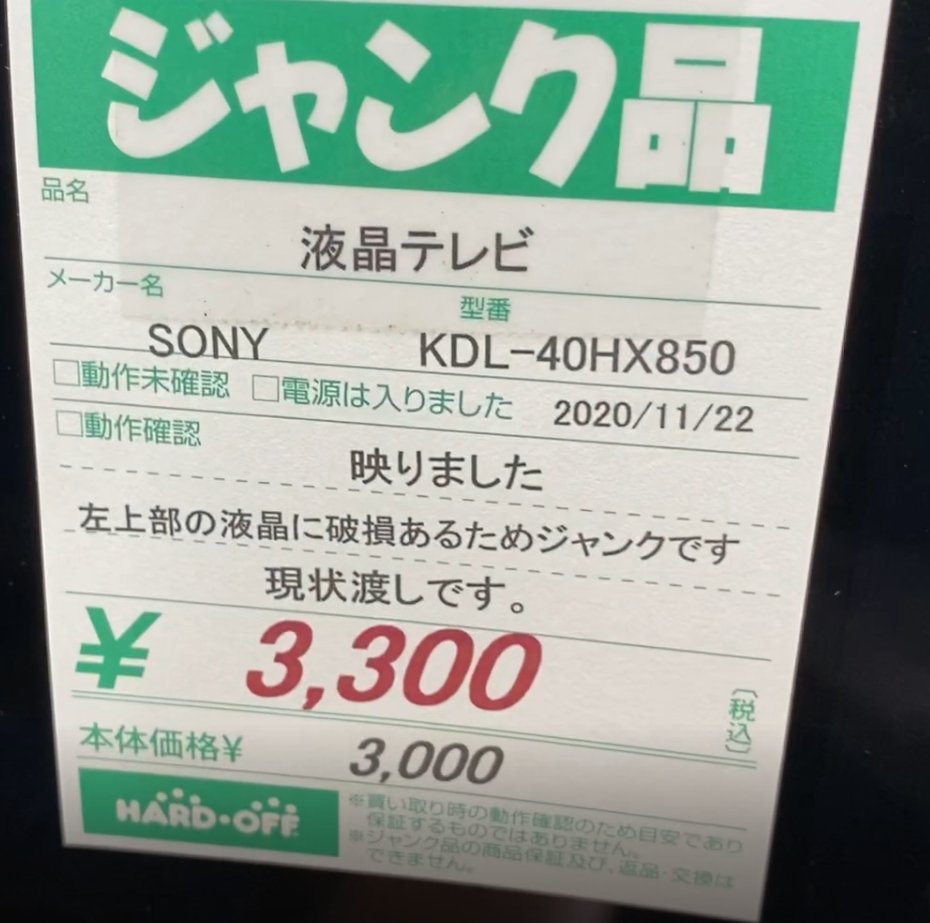 ジャンク品
品名
液晶テレビ
メーカー名 型番
SONY KDL-40HX850
□動作未確認 □電源は入りました 2020/11/22
□動作確認
映りました
左上部の液晶に破損あるためジャンクです
現状渡しです。
¥ 3,300 〔税込〕
本体価格¥ 3,000
HARD・OFF
※買い取り時の動作確認のため目安であり
保証するものではありません。
※ジャンク品の商品保証及び、返品・交換は
できません。